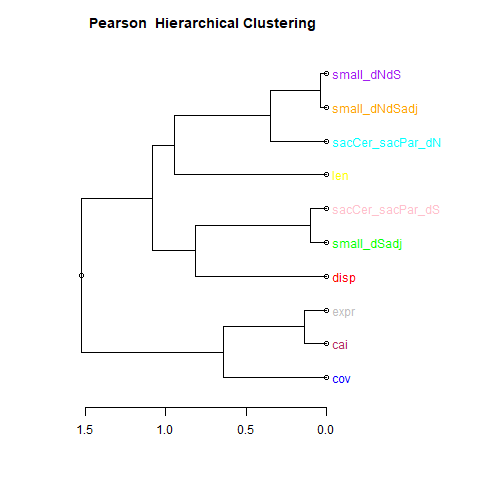 Pearson  Hierarchical Clustering
small_dNdS
small_dNdSadj
sacCer_sacPar_dN
len
sacCer_sacPar_dS
small_dSadj
disp
expr
cai
cov
1.5 1.0 0.5 0.0